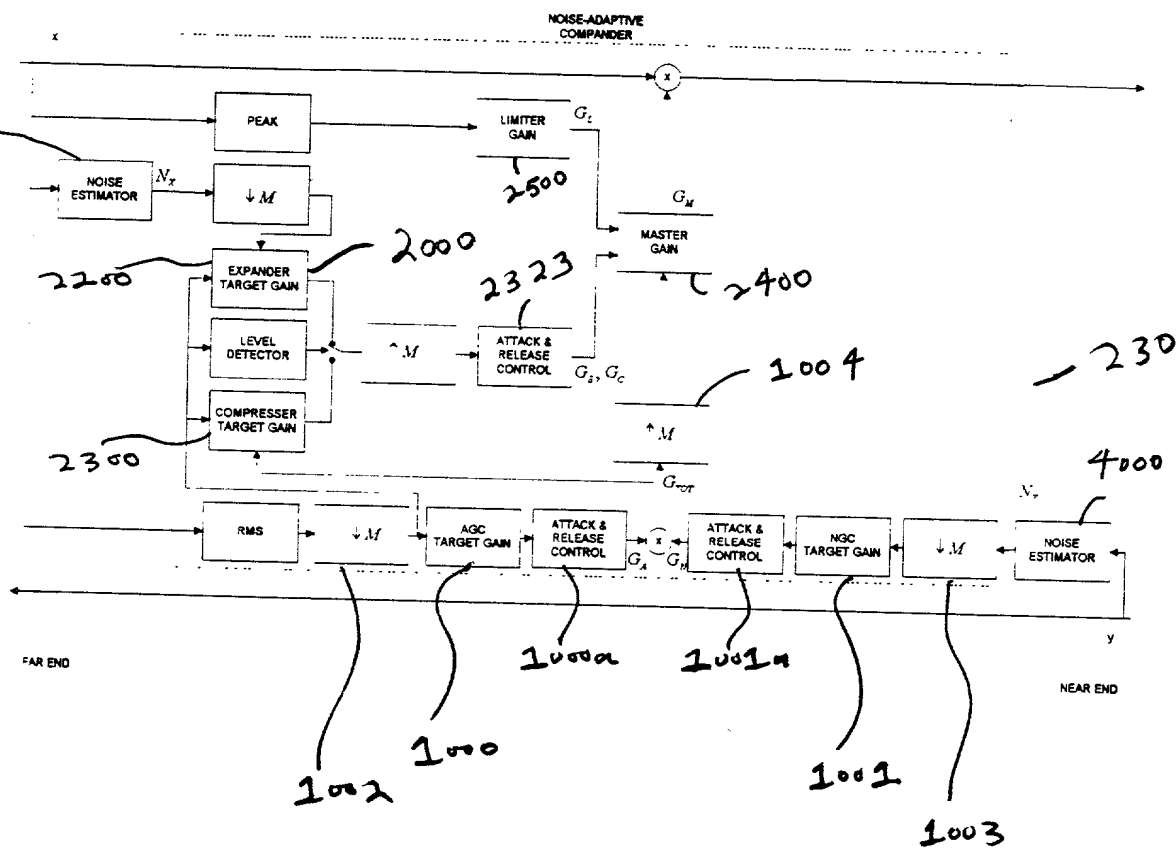 NOISE-ADAPTIVE
COMPANDER
x
x
PEAK
LIMITER
GAIN
G_L
2500
NOISE
ESTIMATOR
N_X
↓ M
G_M
MASTER
GAIN
2400
2200
EXPANDER
TARGET GAIN
2000
2323
LEVEL
DETECTOR
↑ M
ATTACK &
RELEASE
CONTROL
G_E, G_C
1004
230
COMPRESSER
TARGET GAIN
2300
↑ M
G_TOT
4000
RMS
↓ M
AGC
TARGET GAIN
ATTACK &
RELEASE
CONTROL
G_A
x
G_N
ATTACK &
RELEASE
CONTROL
NGC
TARGET GAIN
↓ M
NOISE
ESTIMATOR
y
FAR END
1000a
1001a
NEAR END
1002
1000
1001
1003